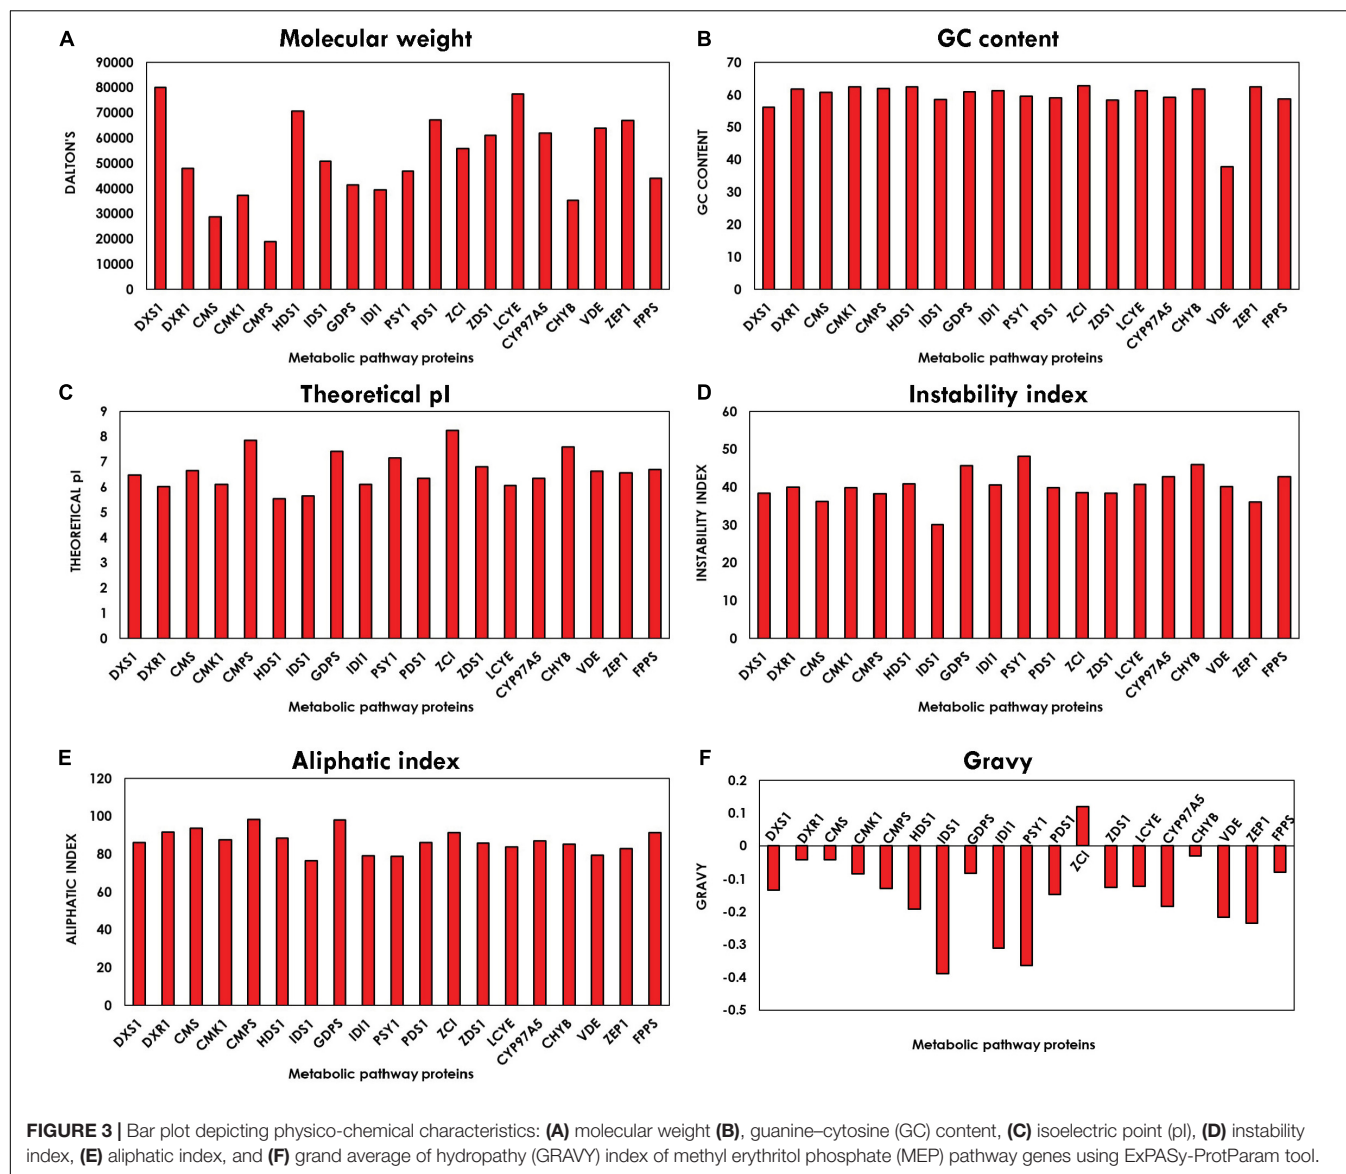 A
Molecular weight
90000
80000
70000
60000
50000
40000
30000
20000
10000
0
DALTON'S
DXS1 DXR1 CMS CMK1 CMPS HDS1 IDS1 GDPS IDI1 PSY1 PDS1 ZCI ZDS1 LCYE CYP97A5 CHYB VDE ZEP1 FPPS
Metabolic pathway proteins
B
GC content
70
60
50
40
30
20
10
0
GC CONTENT
DXS1 DXR1 CMS CMK1 CMPS HDS1 IDS1 GDPS IDI1 PSY1 PDS1 ZCI ZDS1 LCYE CYP97A5 CHYB VDE ZEP1 FPPS
Metabolic pathway proteins
C
Theoretical pI
9
8
7
6
5
4
3
2
1
0
THEORETICAL pI
DXS1 DXR1 CMS CMK1 CMPS HDS1 IDS1 GDPS IDI1 PSY1 PDS1 ZCI ZDS1 LCYE CYP97A5 CHYB VDE ZEP1 FPPS
Metabolic pathway proteins
D
Instability index
60
50
40
30
20
10
0
INSTABILITY INDEX
DXS1 DXR1 CMS CMK1 CMPS HDS1 IDS1 GDPS IDI1 PSY1 PDS1 ZCI ZDS1 LCYE CYP97A5 CHYB VDE ZEP1 FPPS
Metabolic pathway proteins
E
Aliphatic index
120
100
80
60
40
20
0
ALIPHATIC INDEX
DXS1 DXR1 CMS CMK1 CMPS HDS1 IDS1 GDPS IDI1 PSY1 PDS1 ZCI ZDS1 LCYE CYP97A5 CHYB VDE ZEP1 FPPS
Metabolic pathway proteins
F
Gravy
0.2
0.1
0
-0.1
-0.2
-0.3
-0.4
-0.5
GRAVY
DXS1 DXR1 CMS CMK1 CMPS HDS1 IDS1 GDPS IDI1 PSY1 PDS1 ZCI ZDS1 LCYE CYP97A5 CHYB VDE ZEP1 FPPS
Metabolic pathway proteins
FIGURE 3 | Bar plot depicting physico-chemical characteristics: (A) molecular weight (B), guanine–cytosine (GC) content, (C) isoelectric point (pI), (D) instability
index, (E) aliphatic index, and (F) grand average of hydropathy (GRAVY) index of methyl erythritol phosphate (MEP) pathway genes using ExPASy-ProtParam tool.